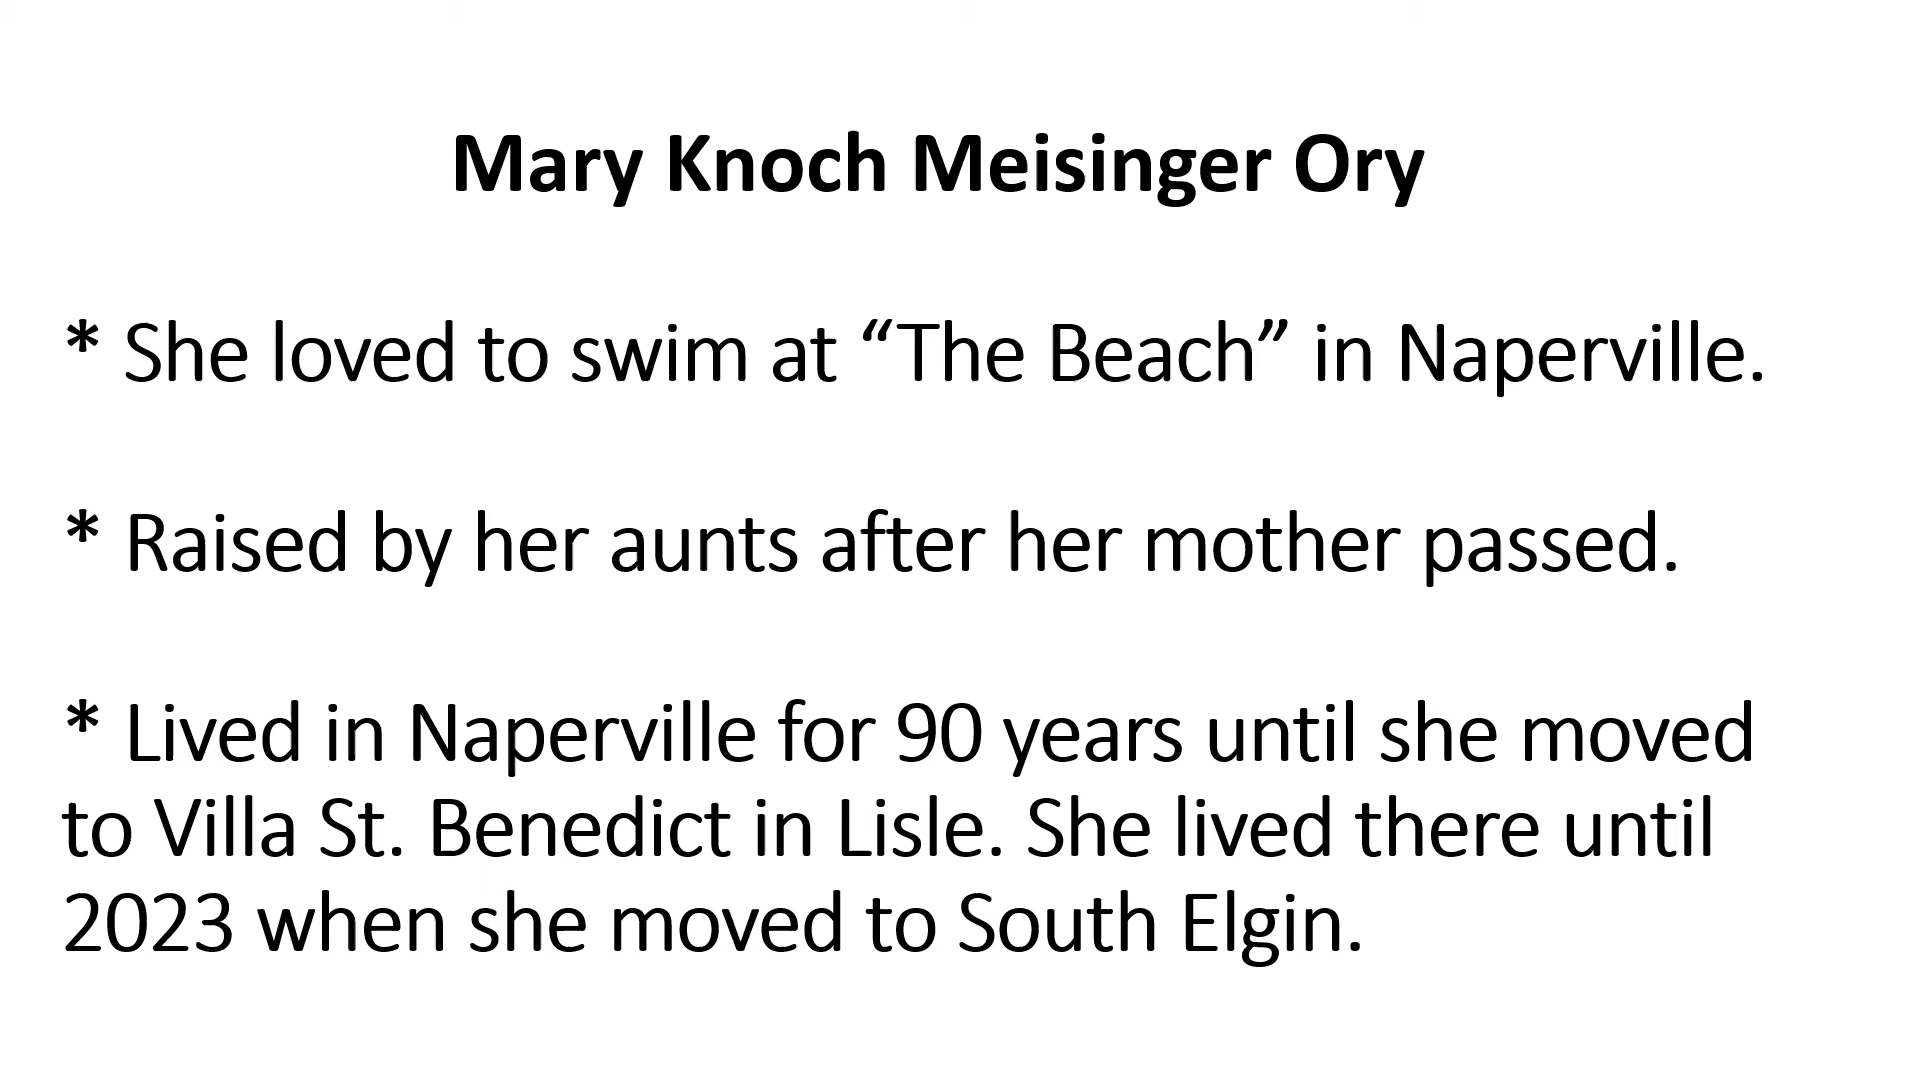 Mary Knoch Meisinger Ory
* She loved to swim at “The Beach” in Naperville.
* Raised by her aunts after her mother passed.
* Lived in Naperville for 90 years until she moved
to Villa St. Benedict in Lisle. She lived there until
2023 when she moved to South Elgin.